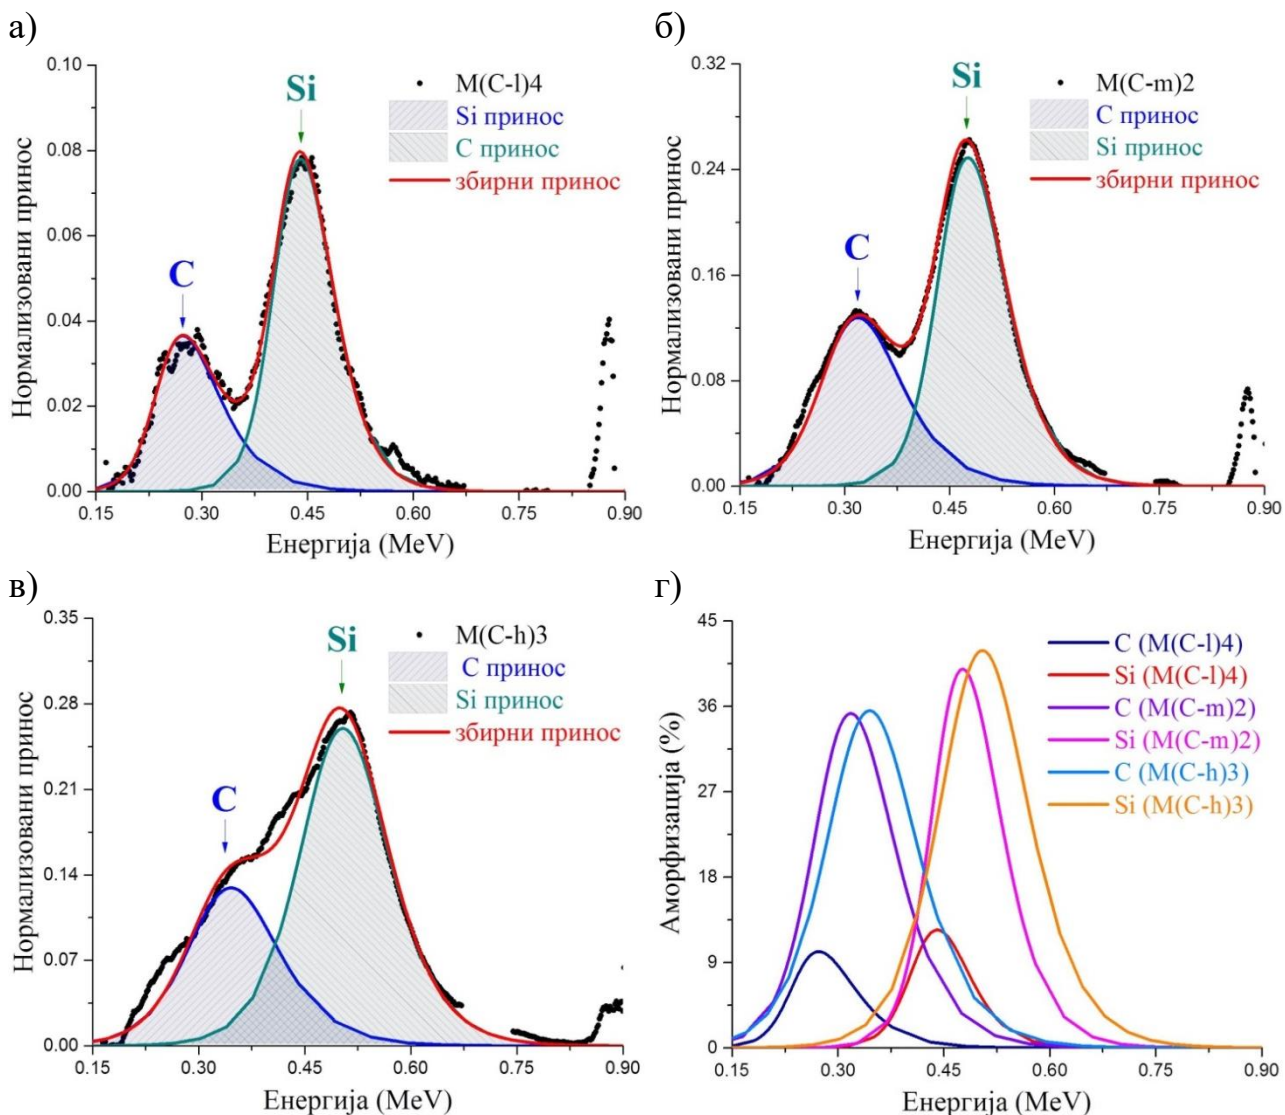 а)
0.10
0.08
0.06
0.04
0.02
0.00
0.15
0.30
0.45
0.60
0.75
0.90
Нормализовани принос
Енергија (MeV)
C
Si
M(C-l)4
Si принос
C принос
збирни принос
б)
0.32
0.24
0.16
0.08
0.00
0.15
0.30
0.45
0.60
0.75
0.90
Нормализовани принос
Енергија (MeV)
C
Si
M(C-m)2
C принос
Si принос
збирни принос
в)
0.35
0.28
0.21
0.14
0.07
0.00
0.15
0.30
0.45
0.60
0.75
0.90
Нормализовани принос
Енергија (MeV)
C
Si
M(C-h)3
C принос
Si принос
збирни принос
г)
45
36
27
18
9
0
0.15
0.30
0.45
0.60
0.75
0.90
Аморфизација (%)
Енергија (MeV)
C (M(C-l)4)
Si (M(C-l)4)
C (M(C-m)2)
Si (M(C-m)2)
C (M(C-h)3)
Si (M(C-h)3)